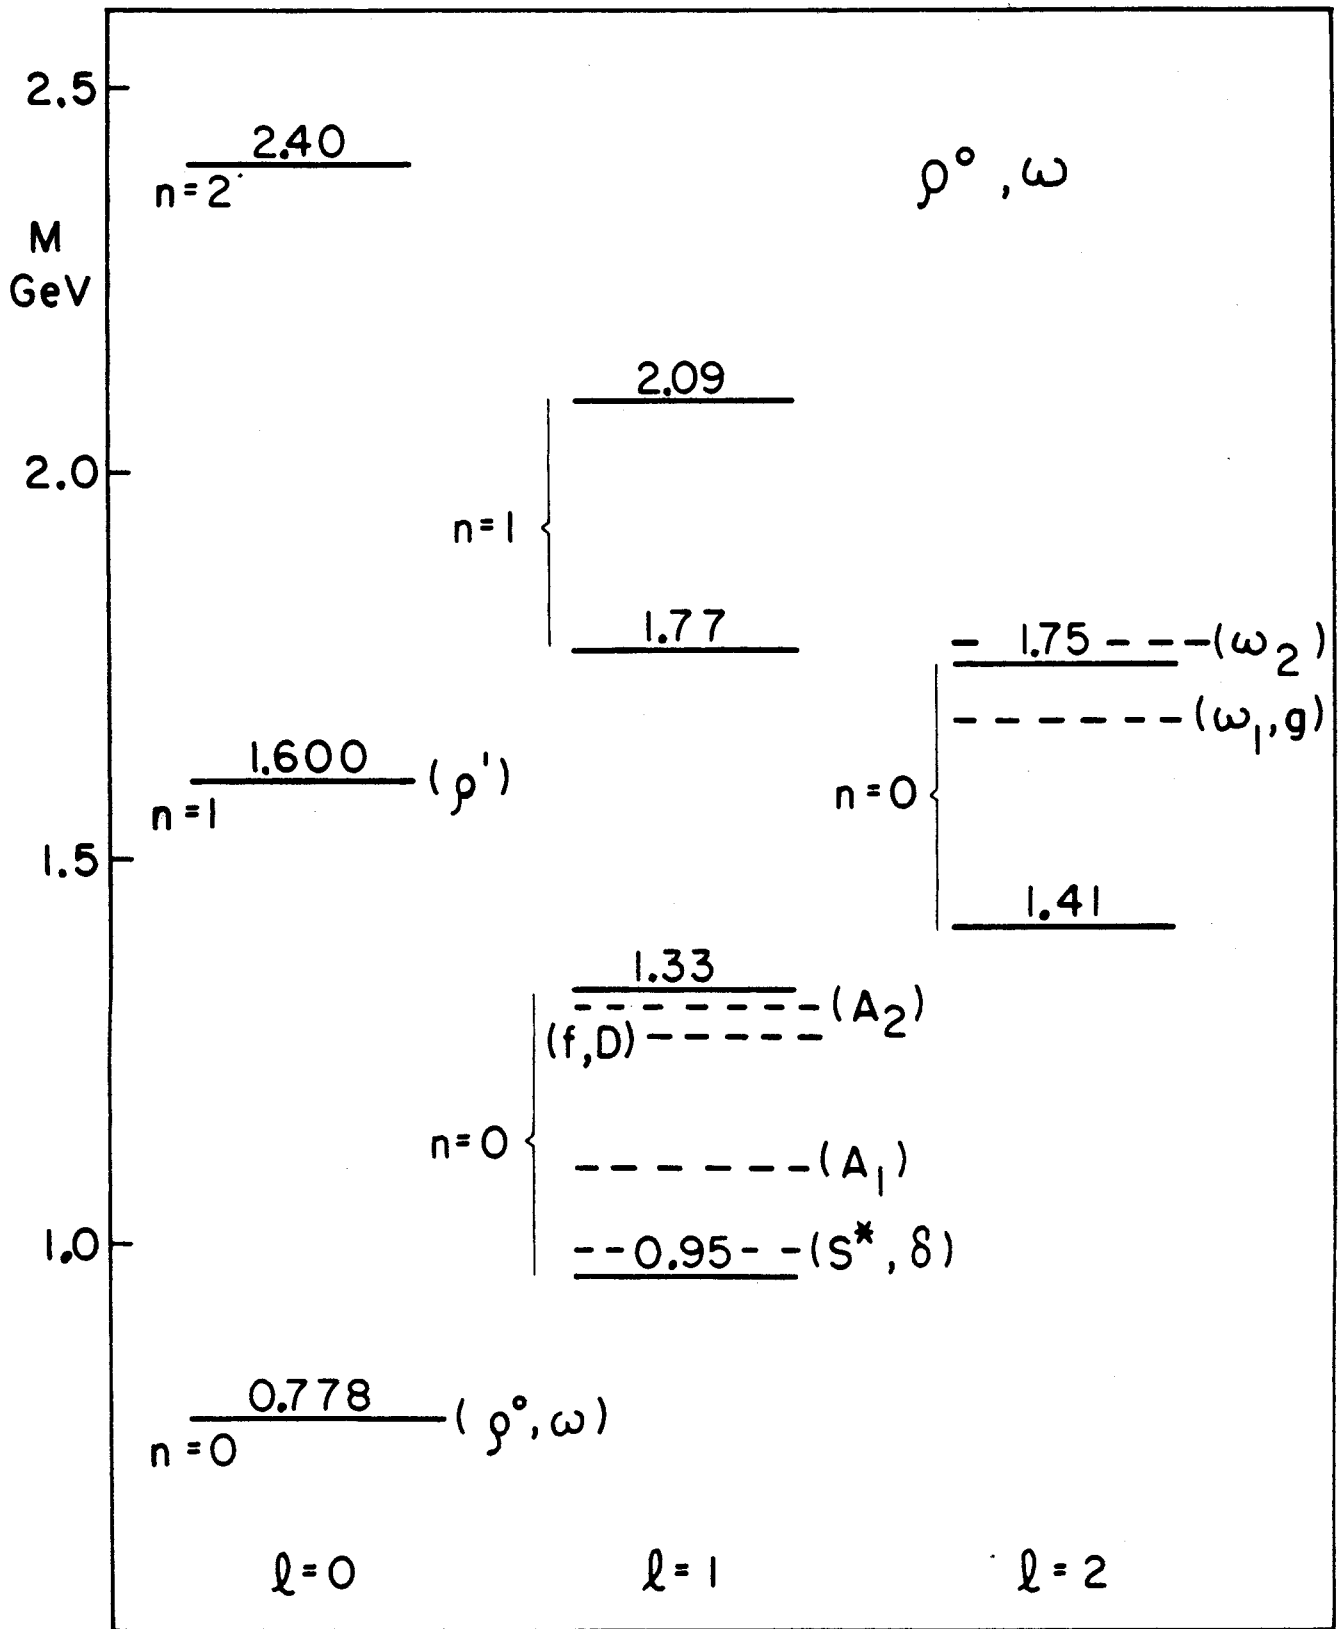 2.5
2.40
n=2
ρ° , ω
M
GeV
2.09
2.0
n=1
1.77
1.75 (ω₂)
(ω₁,g)
1.600 (ρ')
n=1
n=0
1.5
1.41
1.33
(A₂)
(f,D)
n=0
(A₁)
1.0
0.95 (S*, δ)
0.778
(ρ°,ω)
n=0
ℓ=0 ℓ=1 ℓ=2